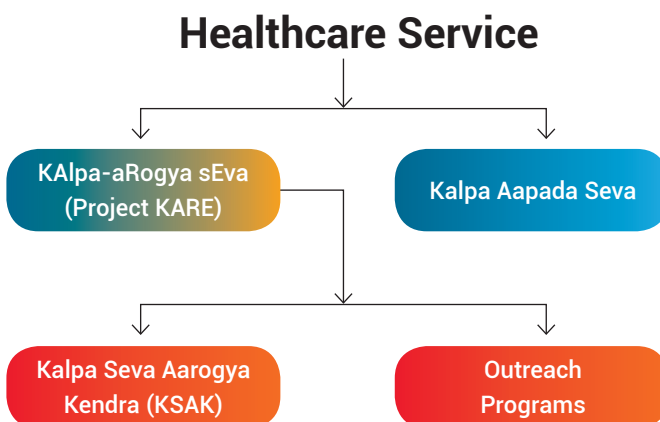 Healthcare Service
KAlpa-aRogya sEva
(Project KARE)
Kalpa Aapada Seva
Kalpa Seva Aarogya
Kendra (KSAK)
Outreach
Programs